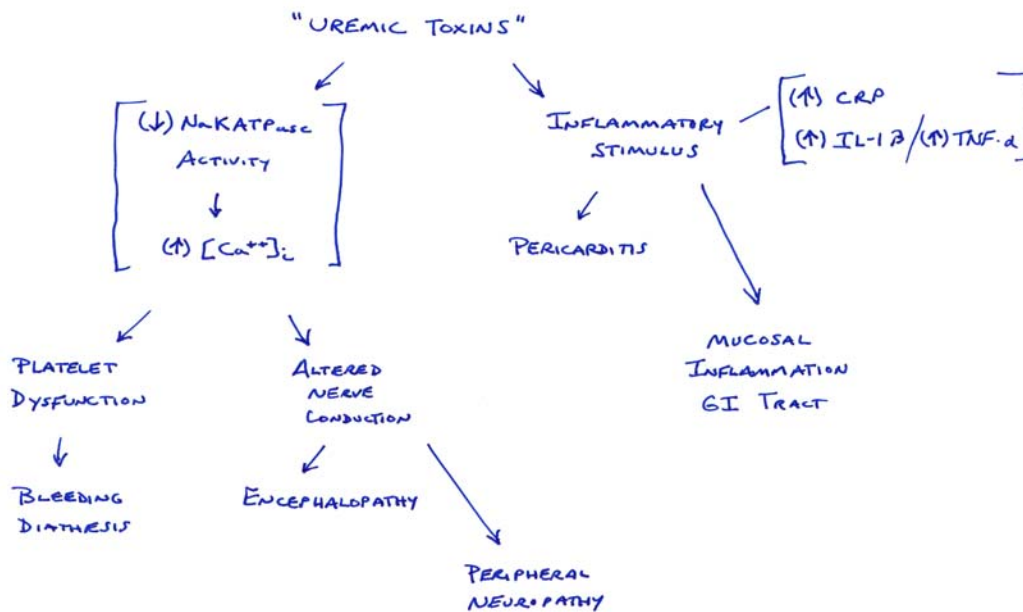 "UREMIC TOXINS"
(↓) NaKATPase
ACTIVITY
(↑) [Ca++]i
INFLAMMATORY
STIMULUS
(↑) CRP
(↑) IL-1β/(↑) TNF-α
PERICARDITIS
PLATELET
DYSFUNCTION
ALTERED
NERVE
CONDUCTION
MUCOSAL
INFLAMMATION
GI TRACT
BLEEDING
DIATHESIS
ENCEPHALOPATHY
PERIPHERAL
NEUROPATHY